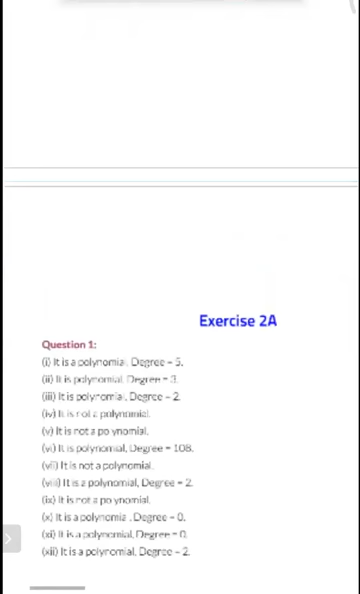 Exercise 2A
Question 1:
(i) It is a polynomial, Degree = 5.
(ii) It is polynomial, Degree = 3.
(iii) It is polynomial, Degree = 2.
(iv) It is not a polynomial.
(v) It is not a polynomial.
(vi) It is polynomial, Degree = 108.
(vii) It is not a polynomial.
(viii) It is a polynomial, Degree = 2.
(ix) It is not a polynomial.
(x) It is a polynomial, Degree = 0.
(xi) It is a polynomial, Degree = 0.
(xii) It is a polynomial, Degree = 2.